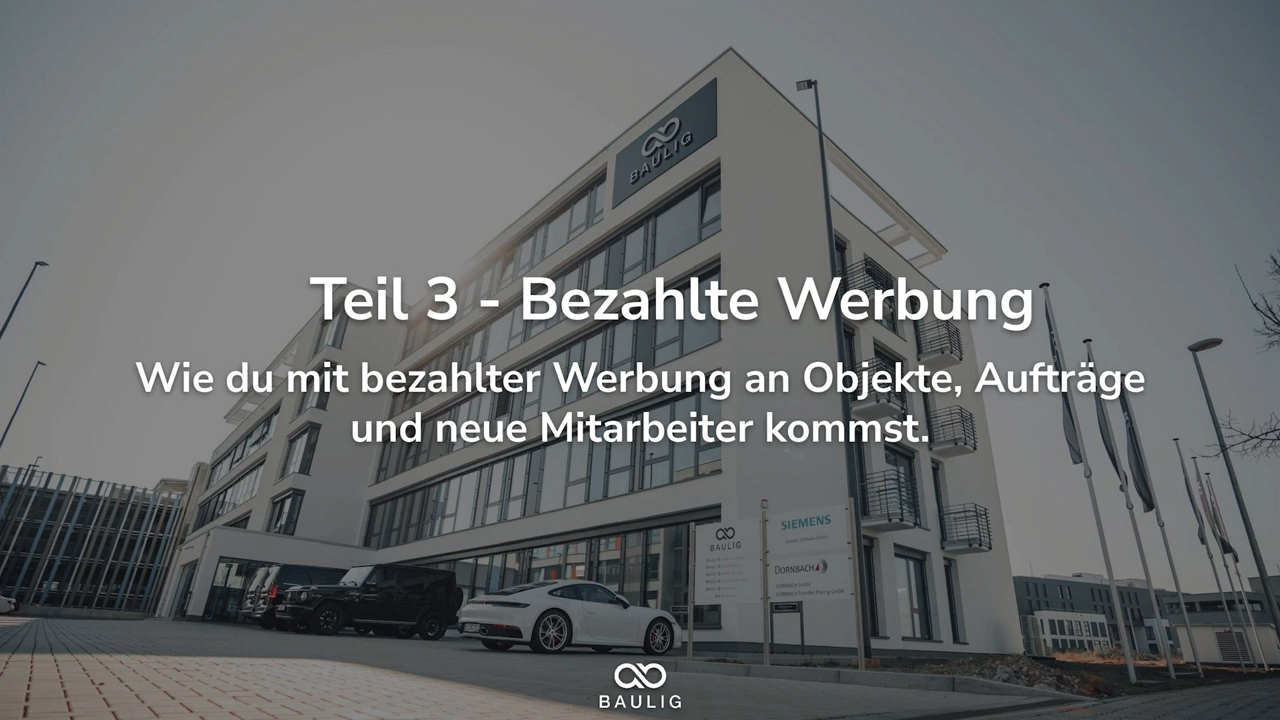 BAULIG
Teil 3 - Bezahlte Werbung
Wie du mit bezahlter Werbung an Objekte, Aufträge
und neue Mitarbeiter kommst.
SIEMENS
BAULIG
DORNBACH
BAULIG